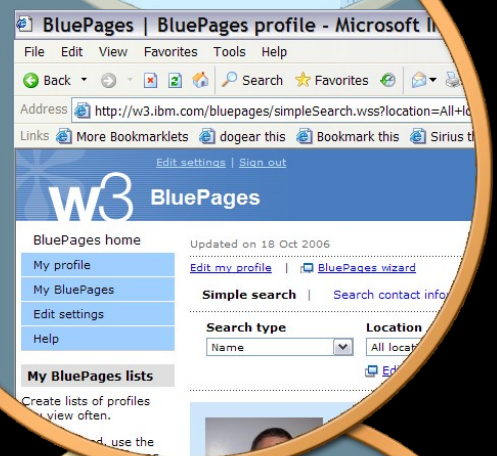 BluePages | BluePages profile - Microsoft
File Edit View Favorites Tools Help
Back Search Favorites
Address http://w3.ibm.com/bluepages/simpleSearch.wss?location=All+
Links More Bookmarklets dogear this Bookmark this Sirius
Edit settings | Sign out
w3 BluePages
BluePages home
Updated on 18 Oct 2006
My profile
Edit my profile | BluePages wizard
My BluePages
Simple search | Search contact info
Edit settings
Search type Location
Help
Name All
My BluePages lists
Create lists of profiles
view often.
use the